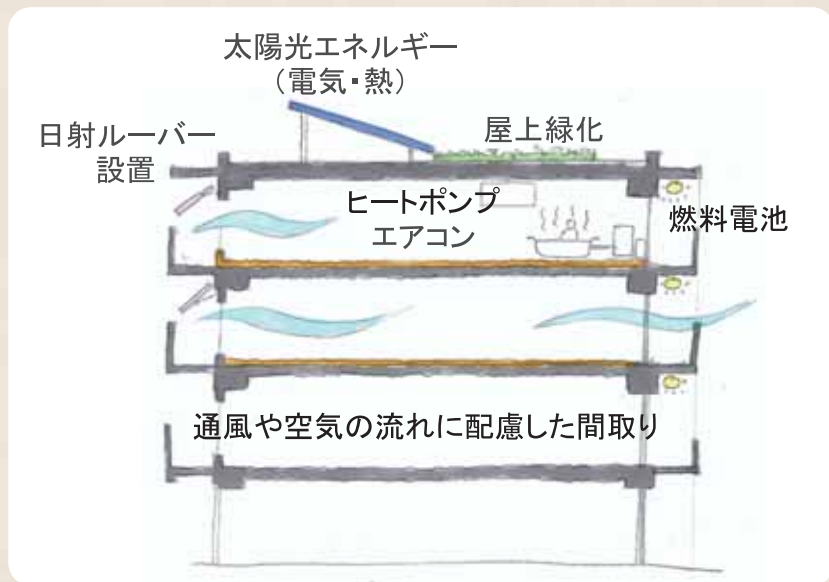 太陽光エネルギー
（電気・熱）
日射ルーバー
設置
屋上緑化
ヒートポンプ
エアコン
燃料電池
通風や空気の流れに配慮した間取り